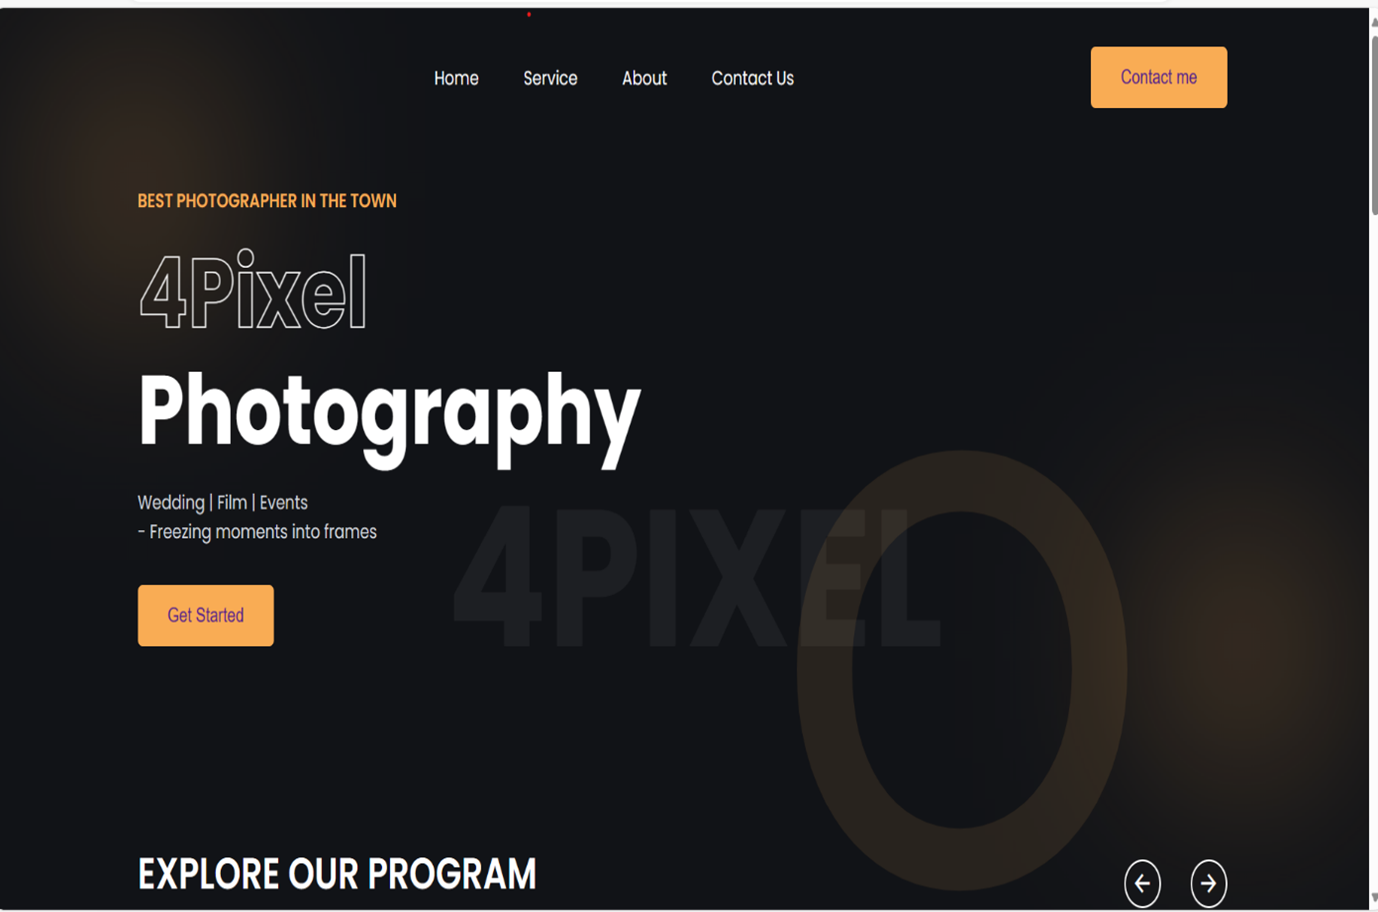 Home Service About Contact Us Contact me
BEST PHOTOGRAPHER IN THE TOWN
4Pixel
Photography
Wedding | Film | Events
- Freezing moments into frames
4PIXEL
Get Started
EXPLORE OUR PROGRAM